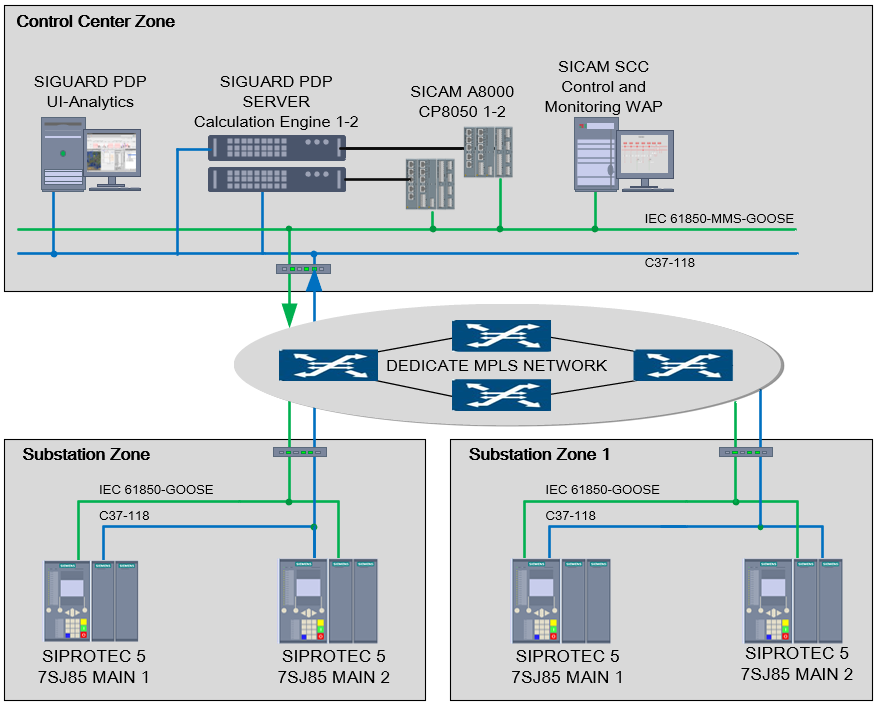 Control Center Zone
SIGUARD PDP
UI-Analytics
SIGUARD PDP
SERVER
Calculation Engine 1-2
SICAM A8000
CP8050 1-2
SICAM SCC
Control and
Monitoring WAP
IEC 61850-MMS-GOOSE
C37-118
DEDICATE MPLS NETWORK
Substation Zone
IEC 61850-GOOSE
C37-118
SIPROTEC 5
7SJ85 MAIN 1
SIPROTEC 5
7SJ85 MAIN 2
Substation Zone 1
IEC 61850-GOOSE
C37-118
SIPROTEC 5
7SJ85 MAIN 1
SIPROTEC 5
7SJ85 MAIN 2